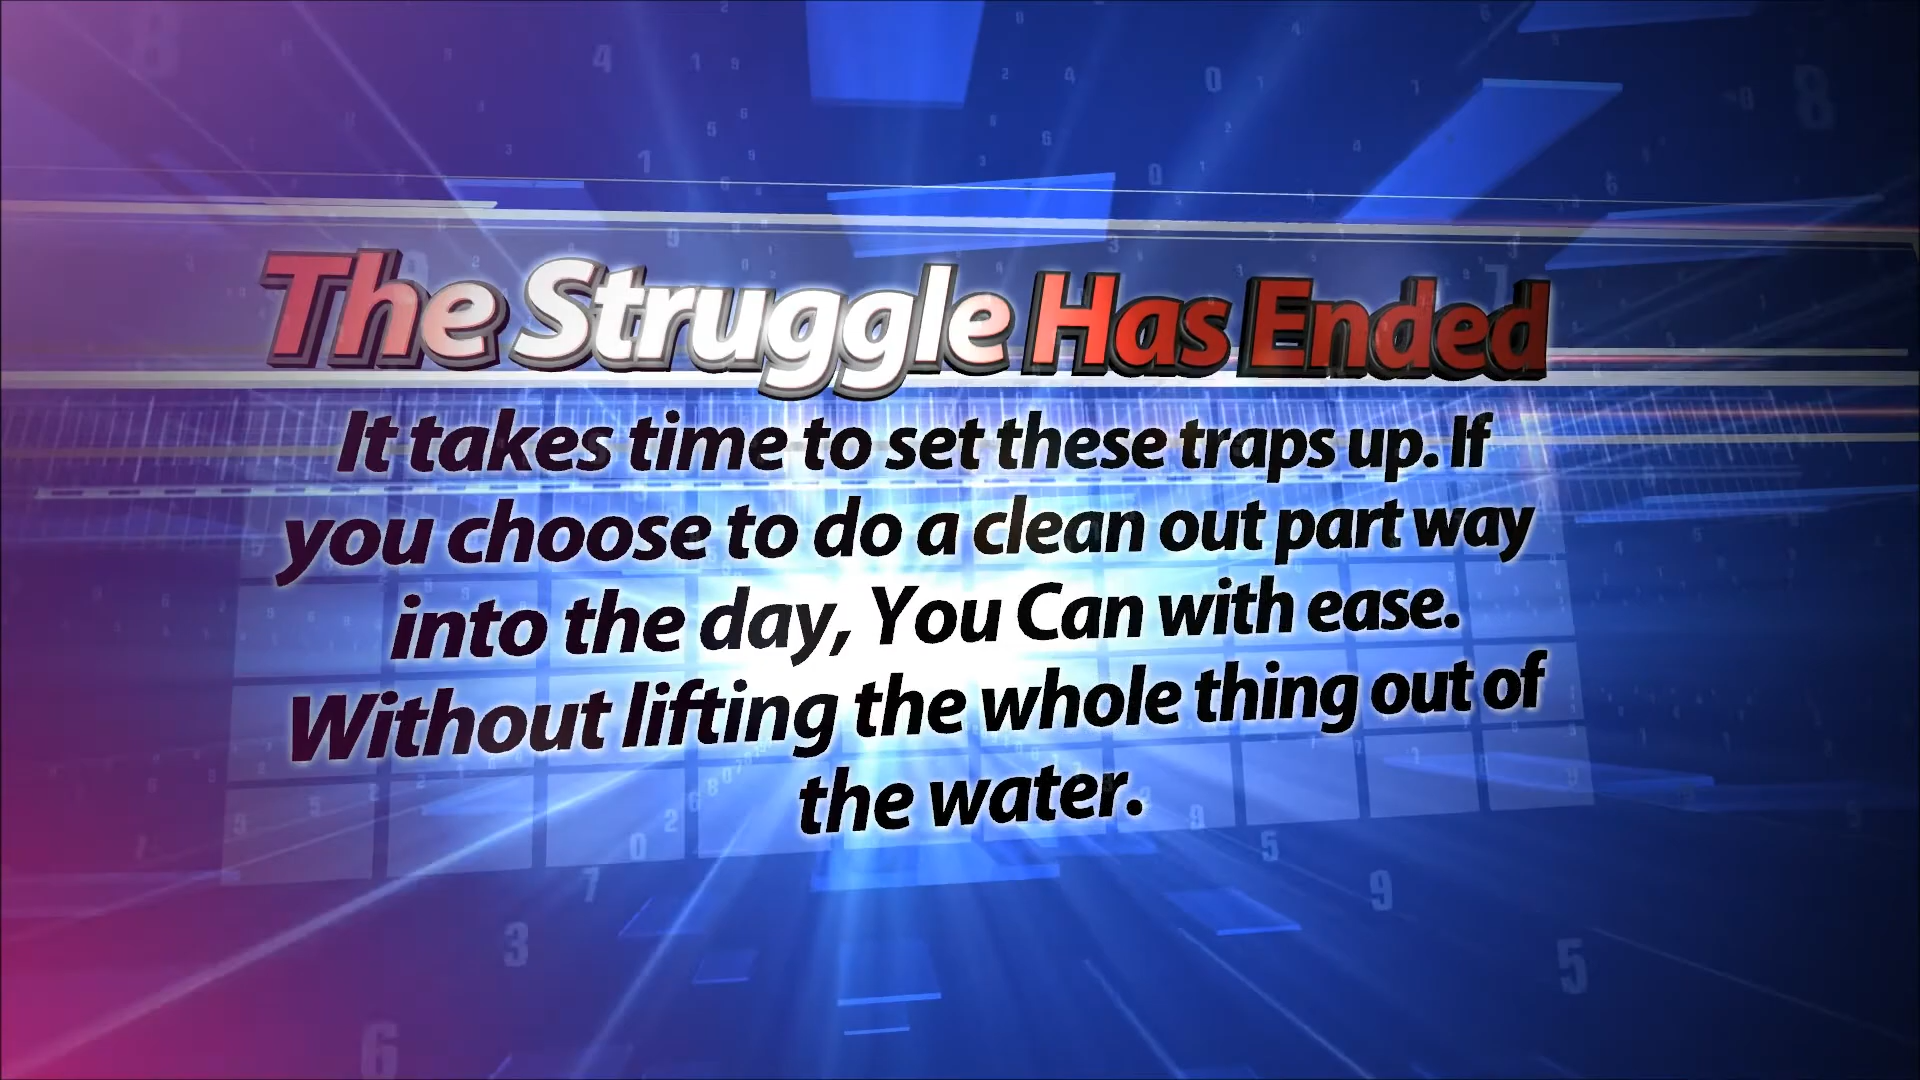 The Struggle Has Ended
It takes time to set these traps up. If
you choose to do a clean out part way
into the day, You Can with ease.
Without lifting the whole thing out of
the water.